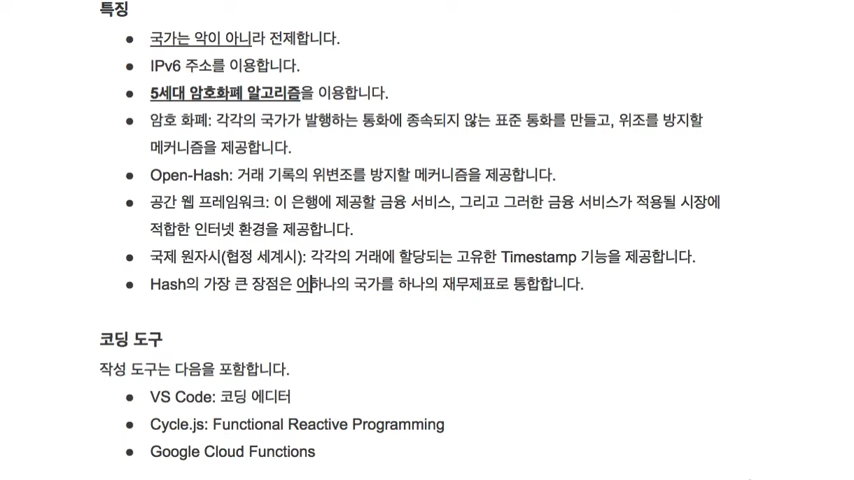 특징
● 국가는 악이 아니라 전제합니다.
● IPv6 주소를 이용합니다.
● 5세대 암호화폐 알고리즘을 이용합니다.
● 암호 화폐: 각각의 국가가 발행하는 통화에 종속되지 않는 표준 통화를 만들고, 위조를 방지할
메커니즘을 제공합니다.
● Open-Hash: 거래 기록의 위변조를 방지할 메커니즘을 제공합니다.
● 공간 웹 프레임워크: 이 은행에 제공할 금융 서비스, 그리고 그러한 금융 서비스가 적용될 시장에
적합한 인터넷 환경을 제공합니다.
● 국제 원자시(협정 세계시): 각각의 거래에 할당되는 고유한 Timestamp 기능을 제공합니다.
● Hash의 가장 큰 장점은 어하나의 국가를 하나의 재무제표로 통합합니다.
코딩 도구
작성 도구는 다음을 포함합니다.
● VS Code: 코딩 에디터
● Cycle.js: Functional Reactive Programming
● Google Cloud Functions